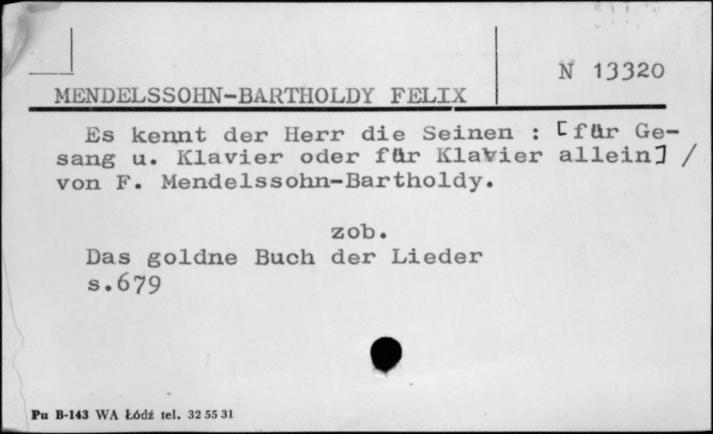 N 13320
MENDELSSOHN-BARTHOLDY FELIX
Es kennt der Herr die Seinen : [für Ge-
sang u. Klavier oder für Klavier allein] /
von F. Mendelssohn-Bartholdy.
zob.
Das goldne Buch der Lieder
s.679
Pu B-143 WA Łódź tel. 32 55 31